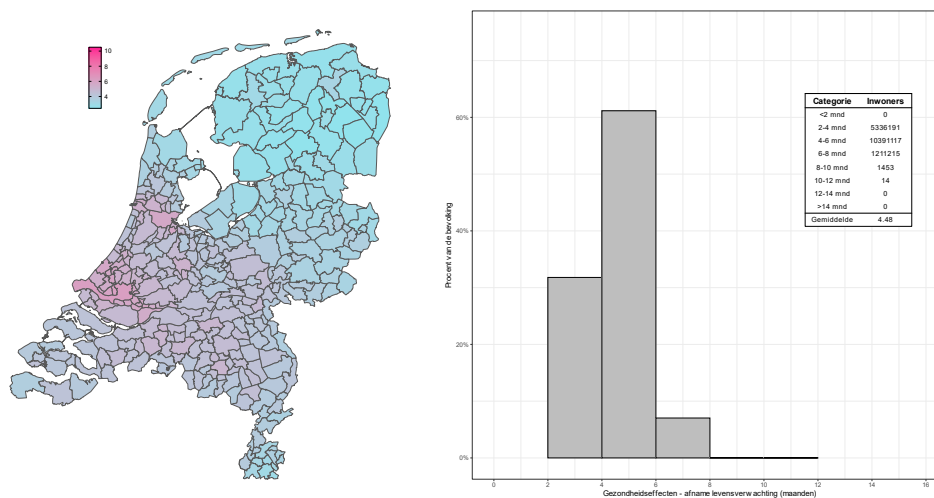 10
8
6
4
Procent van de bevolking
60%
40%
20%
0%
Categorie Inwoners
<2 mnd 0
2-4 mnd 5336191
4-6 mnd 10391117
6-8 mnd 1211215
8-10 mnd 1453
10-12 mnd 14
12-14 mnd 0
>14 mnd 0
Gemiddelde 4.48
0 2 4 6 8 10 12 14 16
Gezondheidseffecten - afname levensverwachting (maanden)